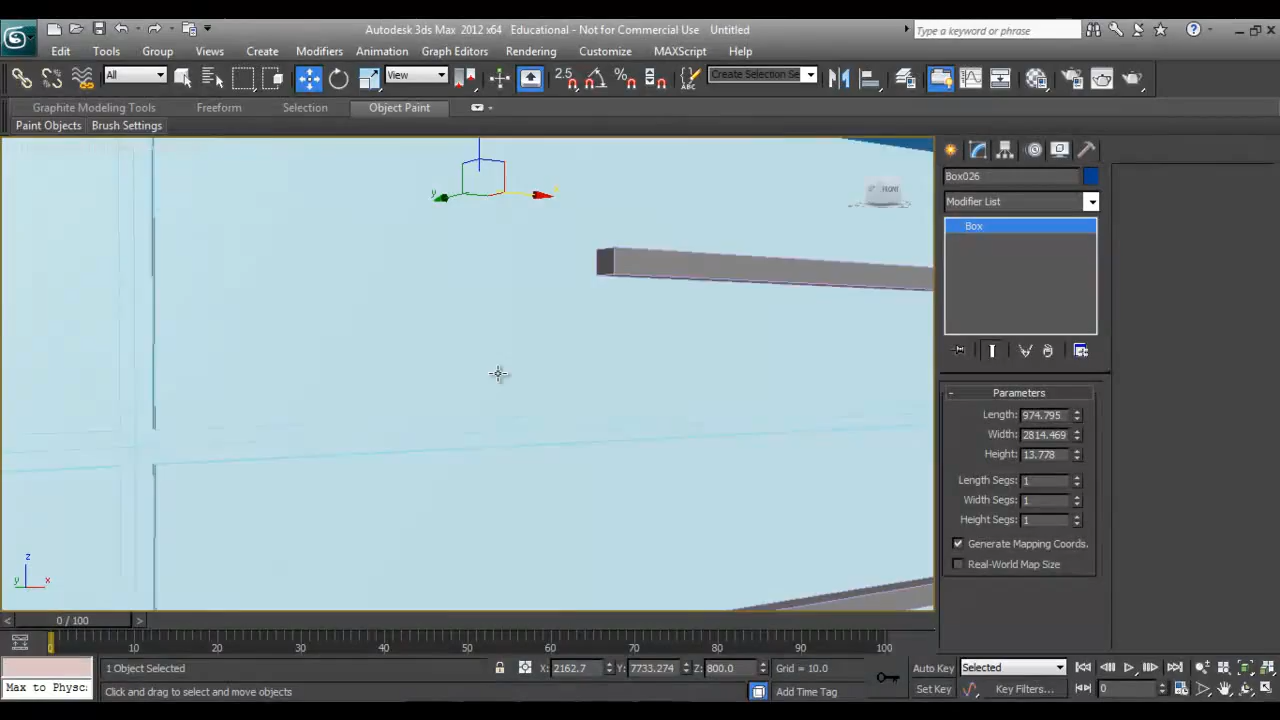 Autodesk 3ds Max 2012 x64    Educational - Not for Commercial Use    Untitled
Type a keyword or phrase
Edit Tools Group Views Create Modifiers Animation Graph Editors Rendering Customize MAXScript Help
All View 2.5 Create Selection Se
Graphite Modeling Tools Freeform Selection Object Paint
Paint Objects Brush Settings
Box026
Modifier List
y
FRONT
Box
- Parameters
Length: 974.795
Width: 2814.469
Height: 13.778
Length Segs: 1
Width Segs: 1
Height Segs: 1
Generate Mapping Coords.
Real-World Map Size
z
y x
< 0 / 100 >
0 10 20 30 40 50 60 70 80 90 100
1 Object Selected X: 2162.7 Y: 7733.274 Z: 800.0 Grid = 10.0 Auto Key Selected
Max to Physc: Click and drag to select and move objects Add Time Tag Set Key Key Filters... 0